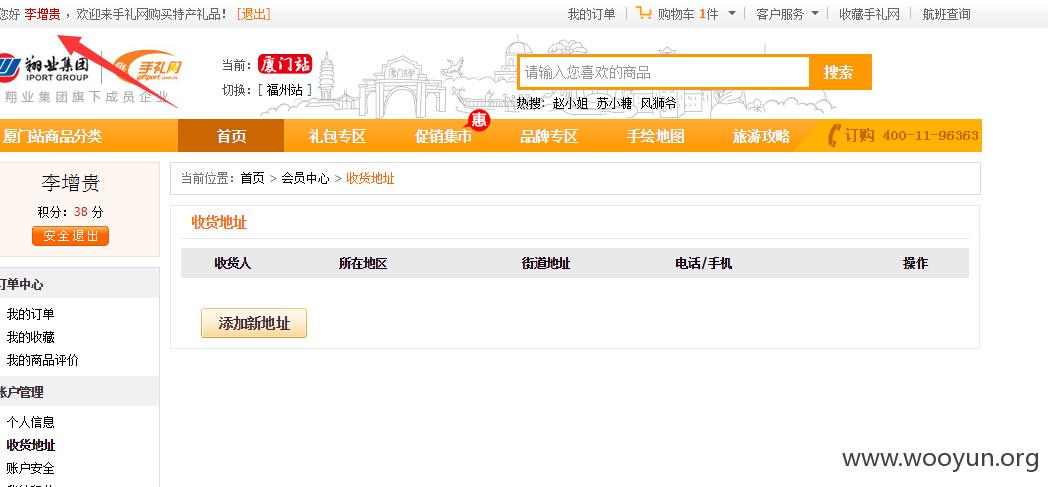 您好 李增贵 ，欢迎来手礼网购买特产礼品！ [退出]
我的订单 购物车 1件 客户服务 收藏手礼网 航班查询
翔业集团 手礼网
IPORT GROUP
翔业集团旗下成员企业
当前：厦门站
切换：[ 福州站 ]
厦门站
请输入您喜欢的商品 搜索
热搜：赵小姐 苏小糖 风狮爷
厦门站商品分类 首页 礼包专区 促销集市 惠 品牌专区 手绘地图 旅游攻略 订购 400-11-96363
李增贵
积分：38 分
安全退出
当前位置：首页 > 会员中心 > 收货地址
收货地址
收货人 所在地区 街道地址 电话/手机 操作
添加新地址
订单中心
我的订单
我的收藏
我的商品评价
账户管理
个人信息
收货地址
账户安全
www.wooyun.org